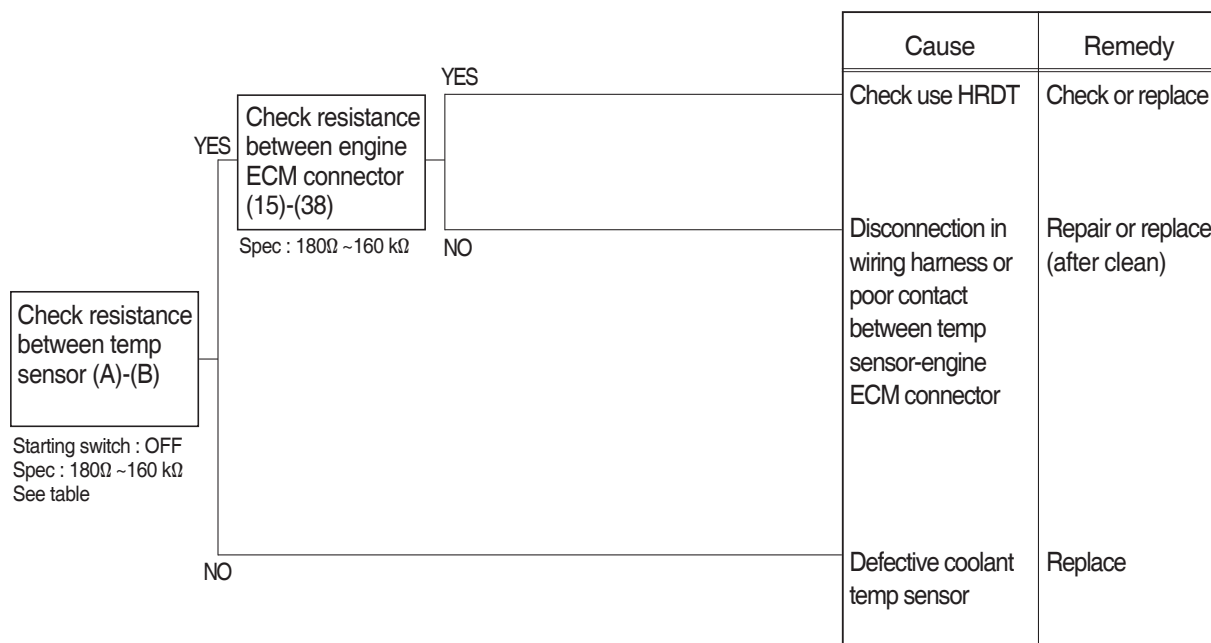 Cause
Remedy
YES
Check use HRDT
Check or replace
YES
Check resistance
between engine
ECM connector
(15)-(38)
Spec : 180Ω ~160 kΩ
NO
Disconnection in
wiring harness or
poor contact
between temp
sensor-engine
ECM connector
Repair or replace
(after clean)
Check resistance
between temp
sensor (A)-(B)
Starting switch : OFF
Spec : 180Ω ~160 kΩ
See table
NO
Defective coolant
temp sensor
Replace